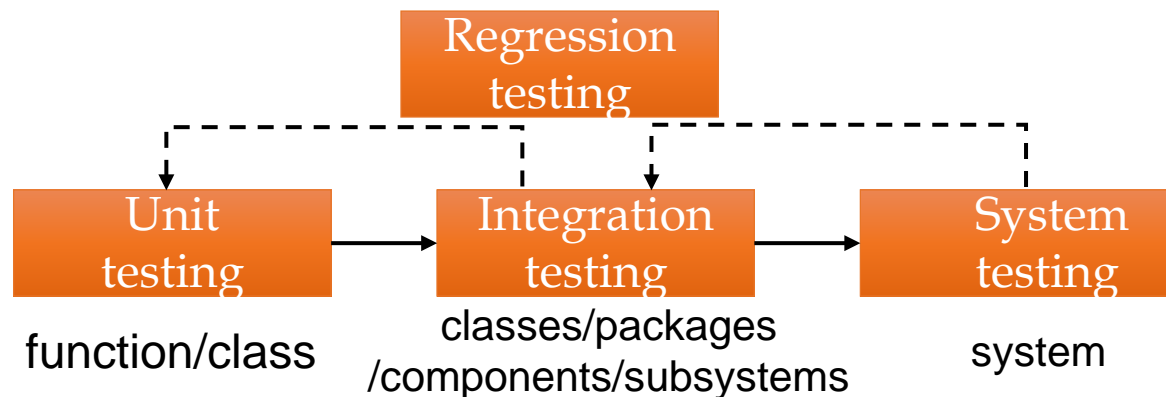 Regression
testing
Unit
testing
Integration
testing
System
testing
function/class
classes/packages
/components/subsystems
system